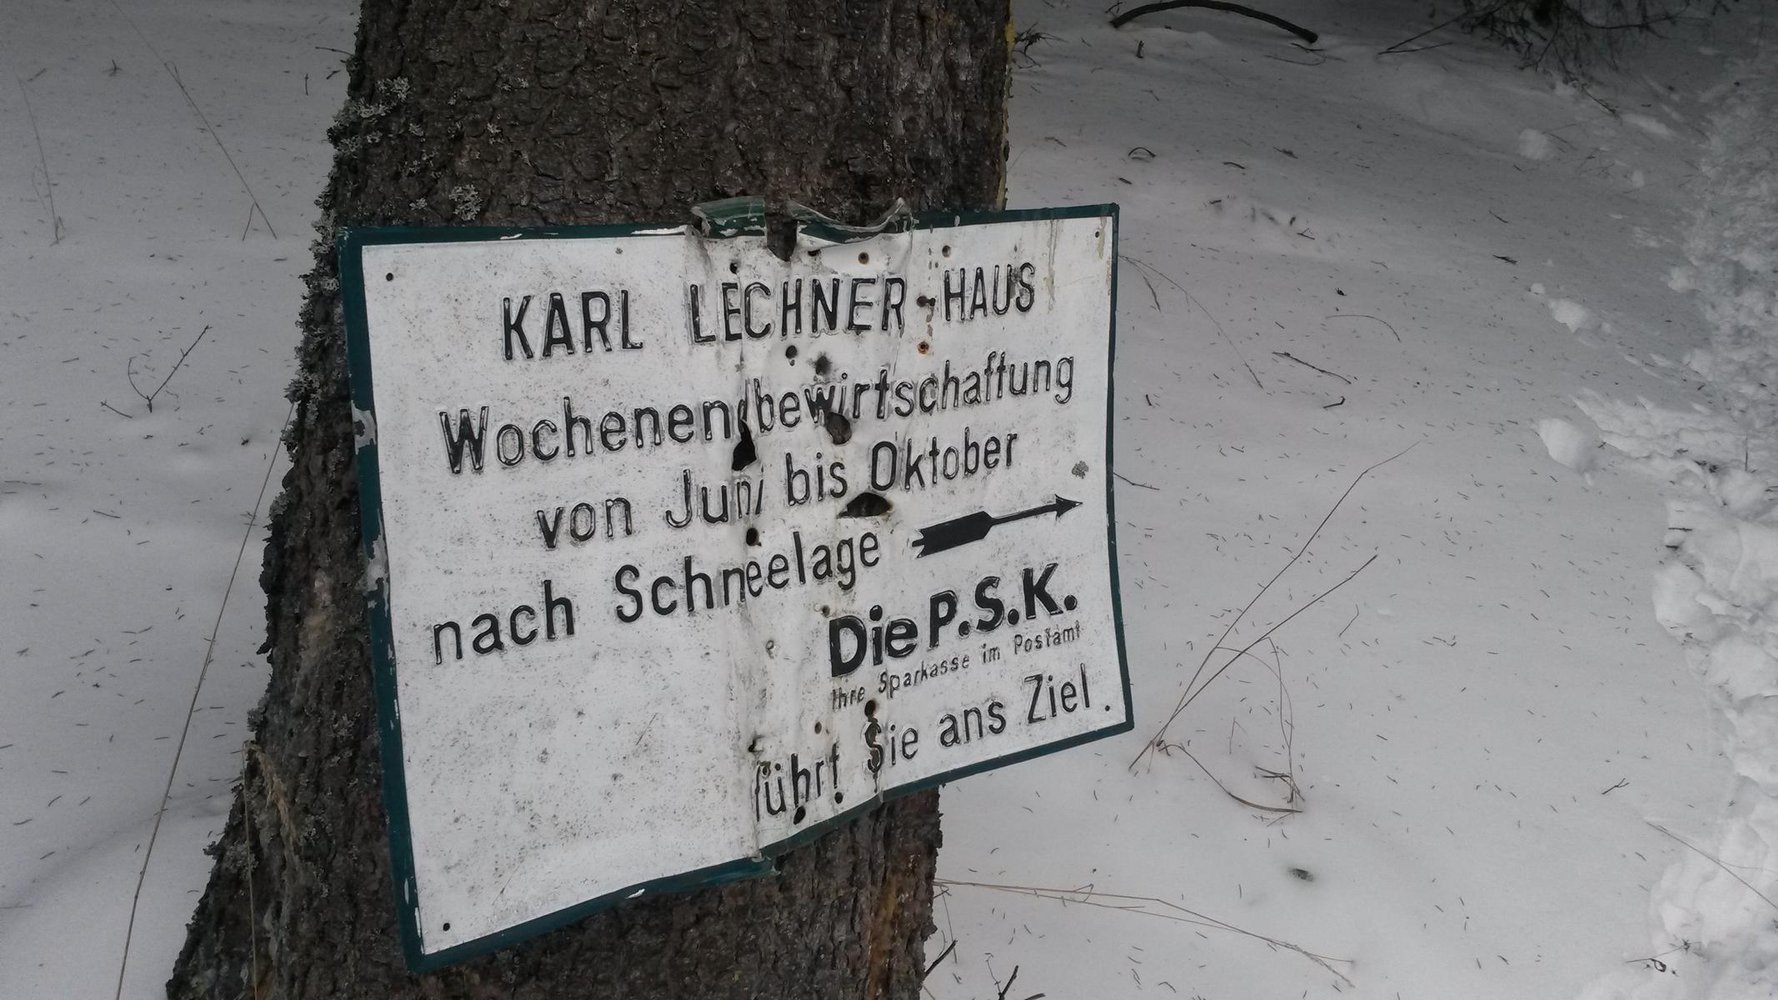 KARL LECHNER-HAUS
Wochenendbewirtschaftung
von Juni bis Oktober
nach Schneelage
Die P.S.K.
Ihre Sparkasse im Postamt
führt Sie ans Ziel.